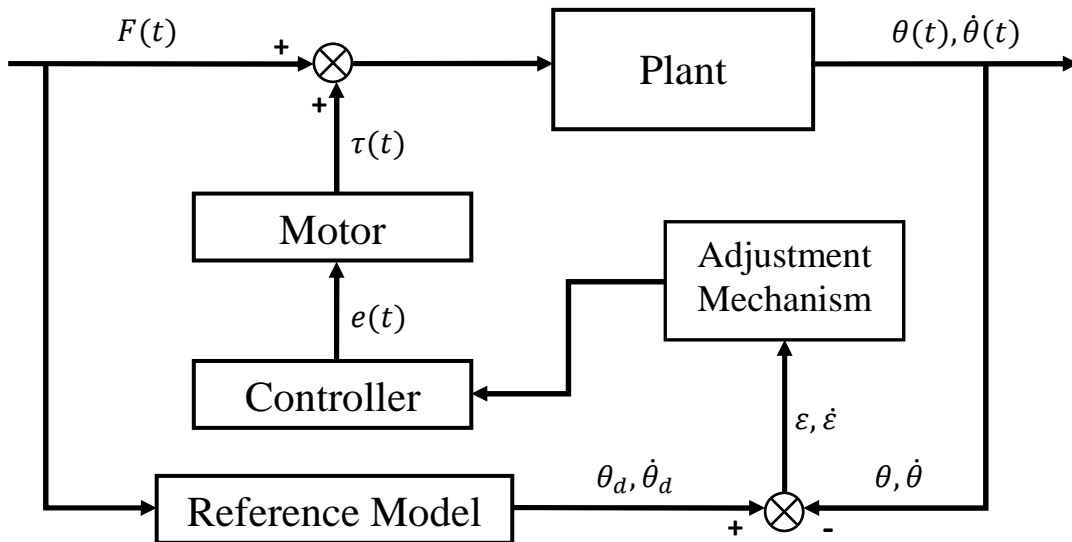 F(t)
+
Plant
θ(t), θ̇(t)
+
τ(t)
Motor
Adjustment
Mechanism
e(t)
Controller
ε, ε̇
Reference Model
θ_d, θ̇_d
θ, θ̇
+
-